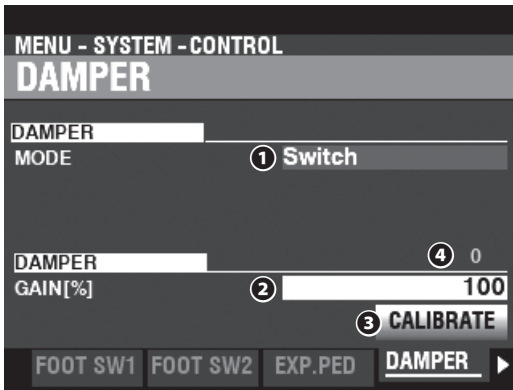 MENU - SYSTEM - CONTROL
DAMPER
DAMPER
MODE 1 Switch
4 0
DAMPER
GAIN[%] 2 100
3 CALIBRATE
FOOT SW1 FOOT SW2 EXP.PED DAMPER